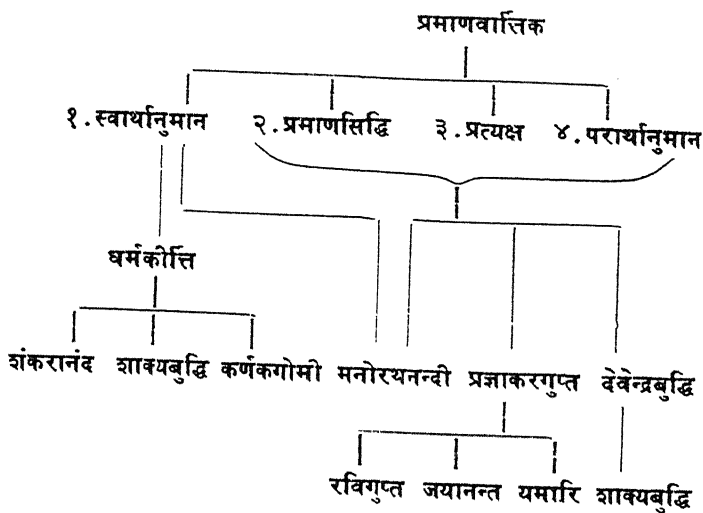 प्रमाणवार्त्तिक
१.स्वार्थानुमान २.प्रमाणसिद्धि ३.प्रत्यक्ष ४.परार्थानुमान
धर्मकीर्त्ति
शंकरानंद शाक्यबुद्धि कर्णकगोमी मनोरथनन्दी प्रज्ञाकरगुप्त देवेन्द्रबुद्धि
रविगुप्त जयानन्त यमारि शाक्यबुद्धि